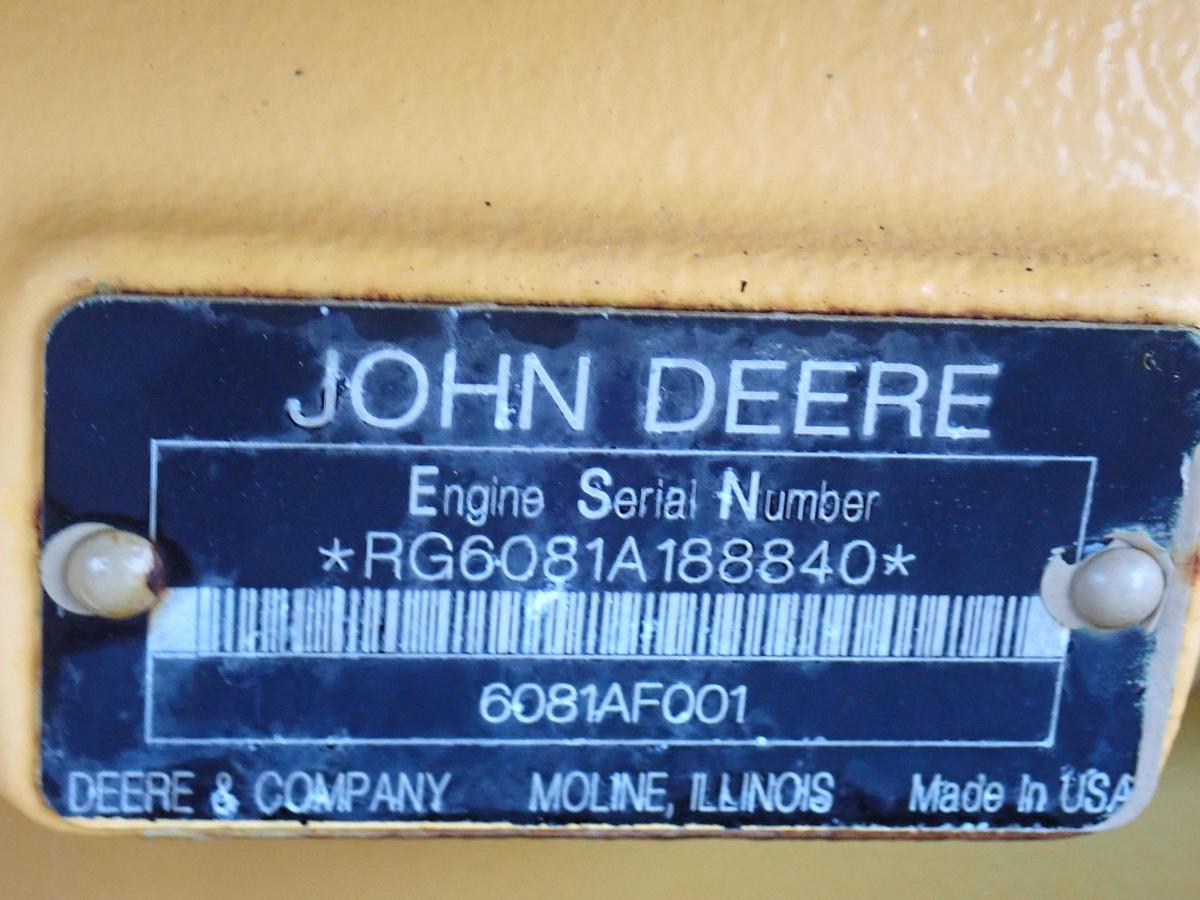 JOHN DEERE
Engine Serial Number
*RG6081A188840*
6081AF001
DEERE & COMPANY MOLINE, ILLINOIS Made in USA